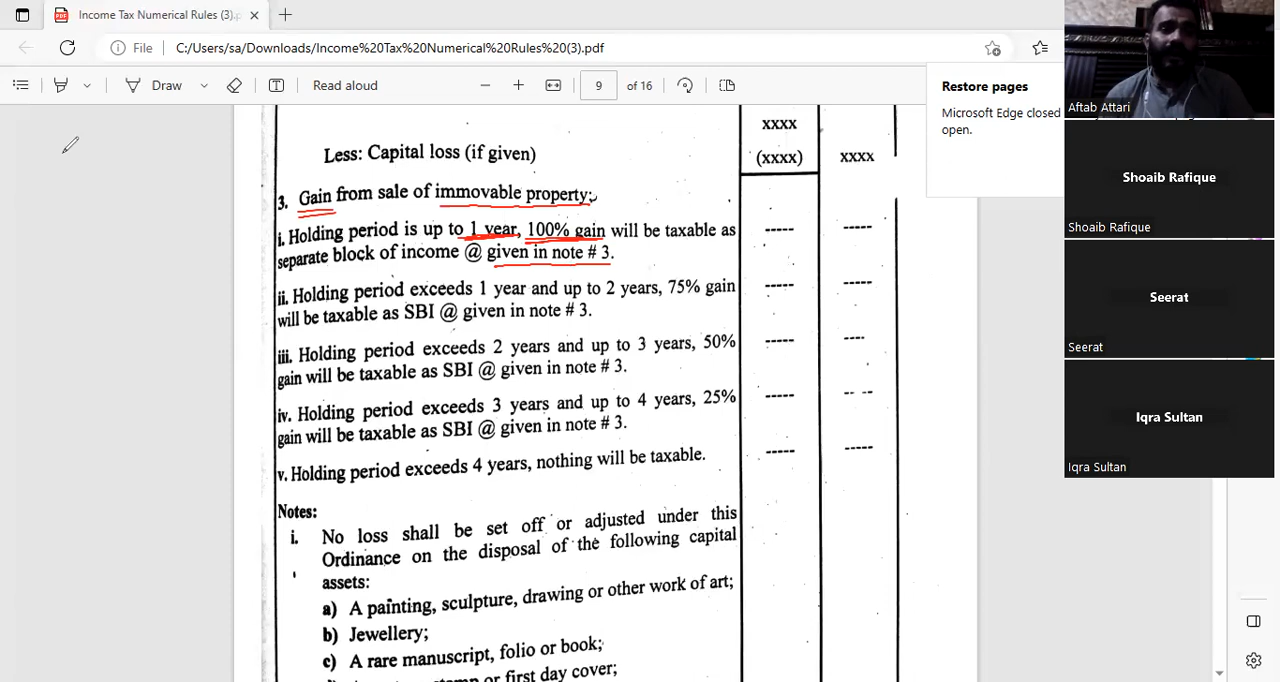 Income Tax Numerical Rules (3).p
File
C:/Users/sa/Downloads/Income%20Tax%20Numerical%20Rules%20(3).pdf
Draw
Read aloud
9
of 16
Restore pages
Microsoft Edge closed
open.
Aftab Attari
Shoaib Rafique
Shoaib Rafique
Seerat
Seerat
Iqra Sultan
Iqra Sultan
xxxx
Less: Capital loss (if given)
(xxxx)
xxxx
3. Gain from sale of immovable property;
i. Holding period is up to 1 year, 100% gain will be taxable as
separate block of income @ given in note # 3.
----- -----
ii. Holding period exceeds 1 year and up to 2 years, 75% gain
will be taxable as SBI @ given in note # 3.
----- -----
iii. Holding period exceeds 2 years and up to 3 years, 50%
gain will be taxable as SBI @ given in note # 3.
----- ----
iv. Holding period exceeds 3 years and up to 4 years, 25%
gain will be taxable as SBI @ given in note # 3.
----- -- --
v. Holding period exceeds 4 years, nothing will be taxable.
----- -----
Notes:
i. No loss shall be set off or adjusted under this
Ordinance on the disposal of the following capital
assets:
a) A painting, sculpture, drawing or other work of art;
b) Jewellery;
c) A rare manuscript, folio or book;
or first day cover;